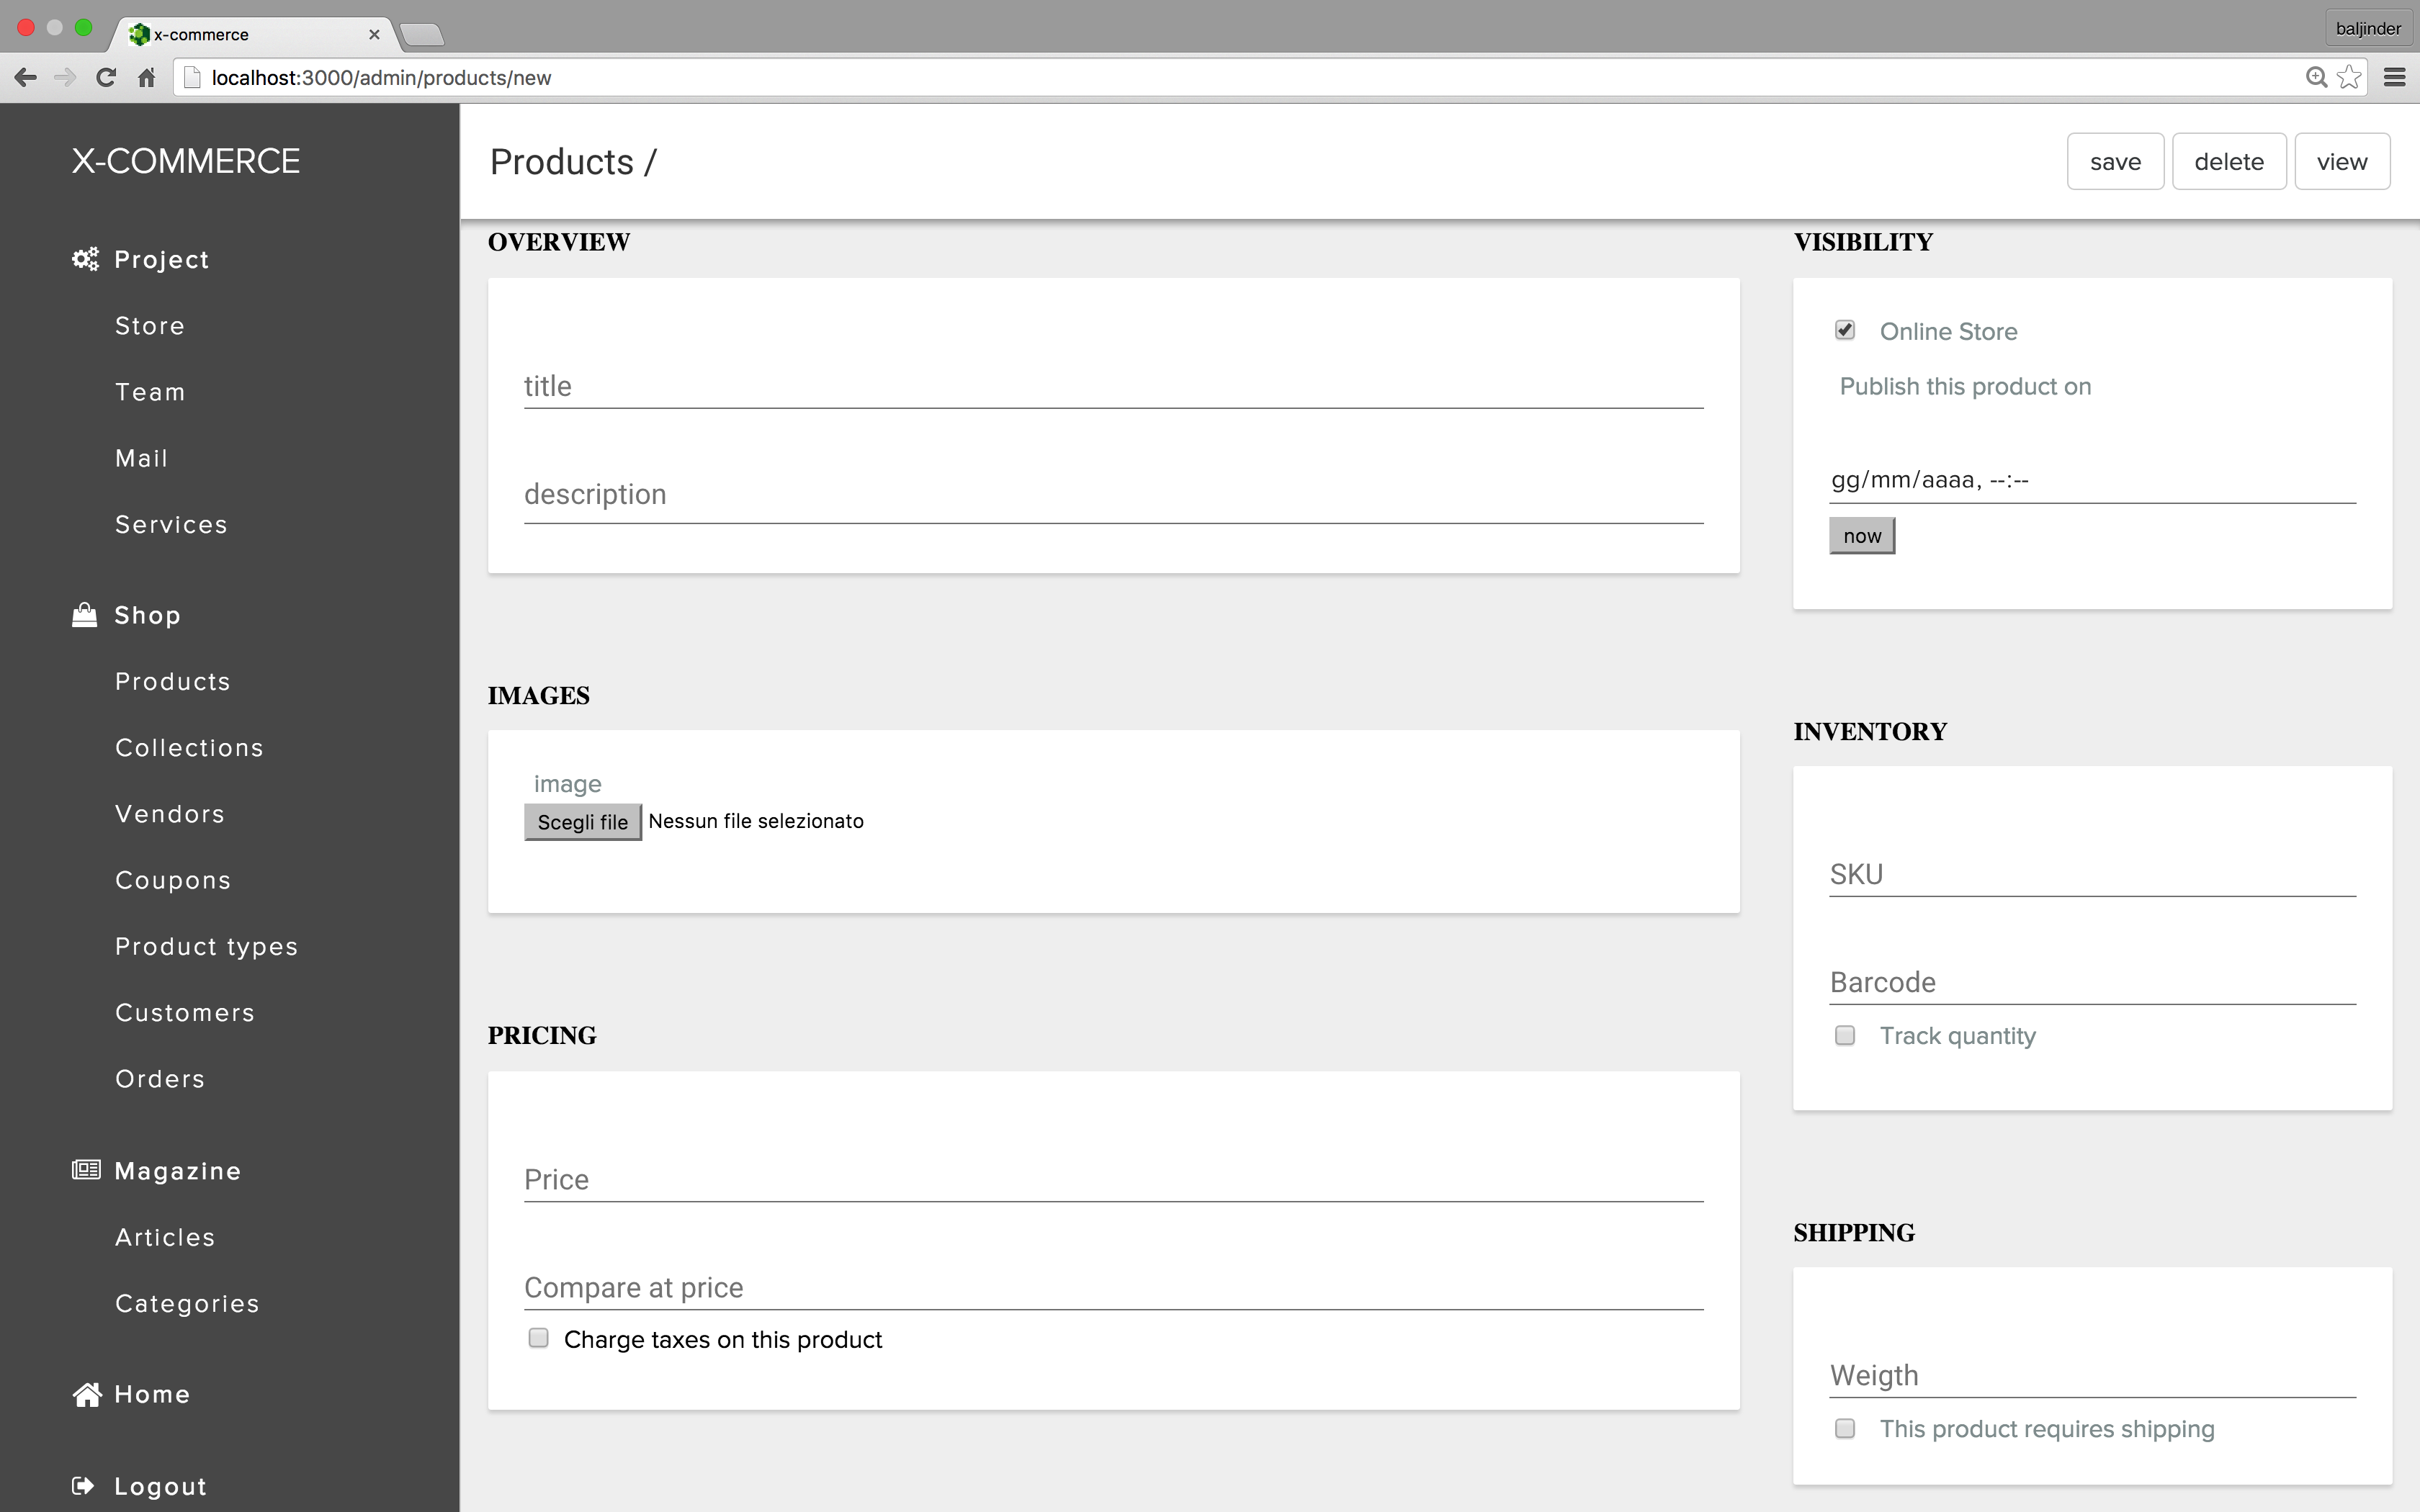 x-commerce
baljinder
localhost:3000/admin/products/new
X-COMMERCE
Project
Store
Team
Mail
Services
Shop
Products
Collections
Vendors
Coupons
Product types
Customers
Orders
Magazine
Articles
Categories
Home
Logout
Products /
save
delete
view
OVERVIEW
title
description
IMAGES
image
Scegli file Nessun file selezionato
PRICING
Price
Compare at price
Charge taxes on this product
VISIBILITY
Online Store
Publish this product on
gg/mm/aaaa, --:--
now
INVENTORY
SKU
Barcode
Track quantity
SHIPPING
Weigth
This product requires shipping